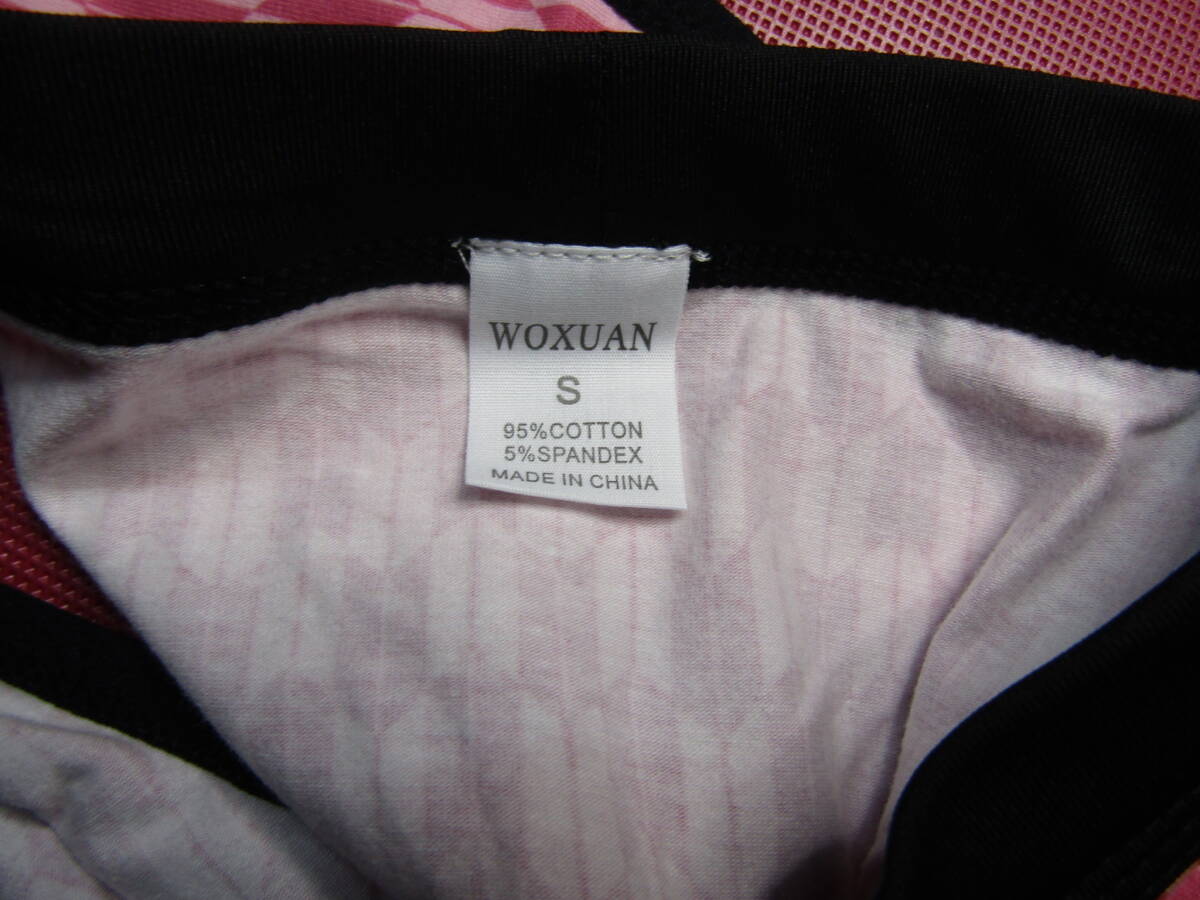 WOXUAN
S
95%COTTON
5%SPANDEX
MADE IN CHINA